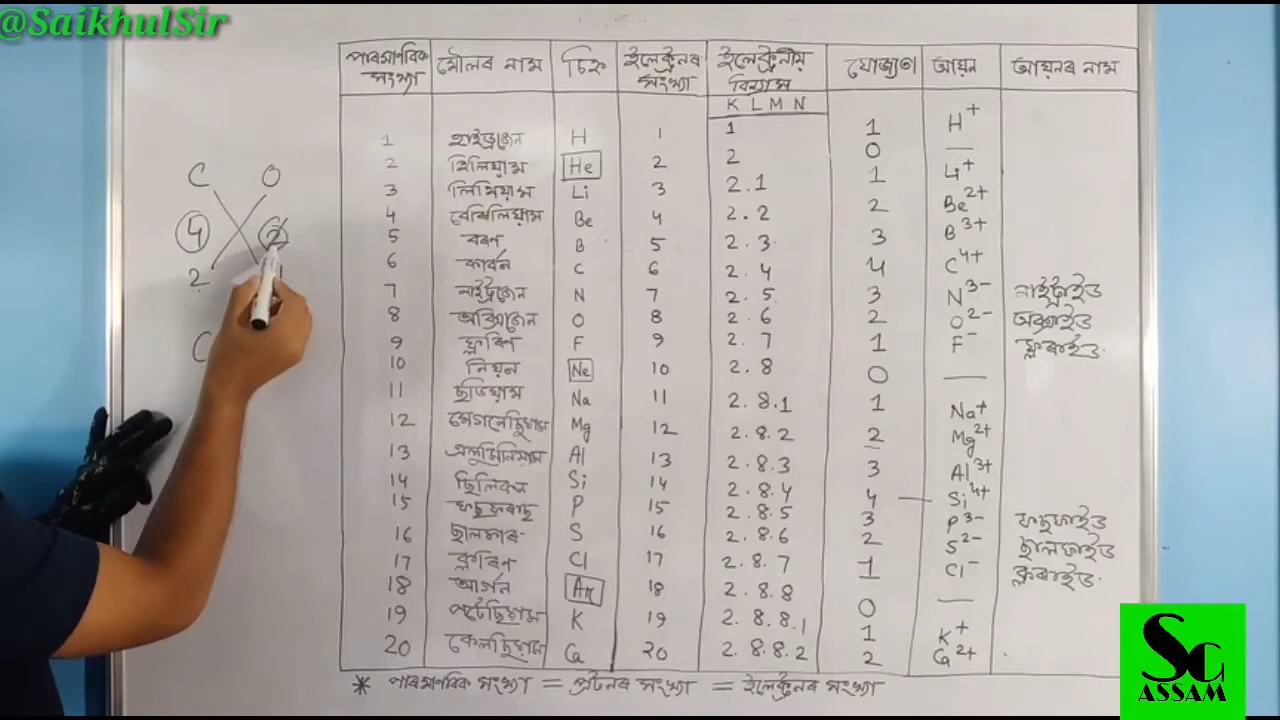 @SaikhulSir
পাৰমাণৱিক সংখ্যা মৌলৰ নাম চিহ্ন ইলেক্ট্ৰনৰ সংখ্যা ইলেক্ট্ৰনীয় বিন্যাস যোজ্যতা আয়ন আয়নৰ নাম
K L M N
1 হাইড্ৰজেন H 1 1 1 H+
2 হিলিয়াম He 2 2 0 —
3 লিথিয়াম Li 3 2.1 1 Li+
4 বেৰিলিয়াম Be 4 2.2 2 Be2+
5 বৰণ B 5 2.3 3 B3+
6 কাৰ্বন C 6 2.4 4 C4+
7 নাইট্ৰজেন N 7 2.5 3 N3- নাইট্ৰাইড
8 অক্সিজেন O 8 2.6 2 O2- অক্সাইড
9 ফ্লৰিণ F 9 2.7 1 F- ফ্লৰাইড
10 নিয়ন Ne 10 2.8 0 —
11 ছডিয়াম Na 11 2.8.1 1 Na+
12 মেগনেছিয়াম Mg 12 2.8.2 2 Mg2+
13 এলুমিনিয়াম Al 13 2.8.3 3 Al3+
14 ছিলিকন Si 14 2.8.4 4 — Si4+
15 ফছফৰাছ P 15 2.8.5 3 P3- ফছফাইড
16 ছালফাৰ S 16 2.8.6 2 S2- ছালফাইড
17 ক্লৰিণ Cl 17 2.8.7 1 Cl- ক্লৰাইড
18 আৰ্গন Ar 18 2.8.8 0 —
19 পটেছিয়াম K 19 2.8.8.1 1 K+
20 কেলছিয়াম Ca 20 2.8.8.2 2 Ca2+
* পাৰমাণৱিক সংখ্যা = প্ৰটনৰ সংখ্যা = ইলেক্ট্ৰনৰ সংখ্যা
C O
4 2
2
C
SC
ASSAM